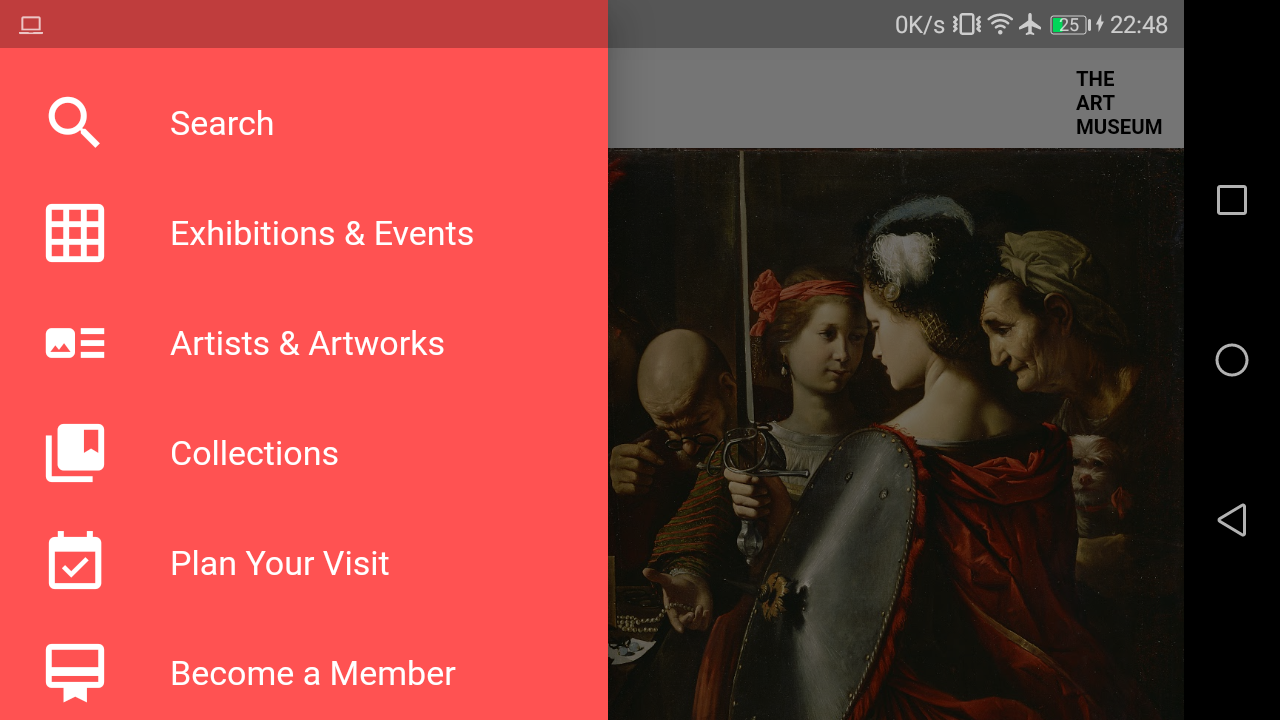 0K/s 25 22:48
THE
ART
MUSEUM
Search
Exhibitions & Events
Artists & Artworks
Collections
Plan Your Visit
Become a Member